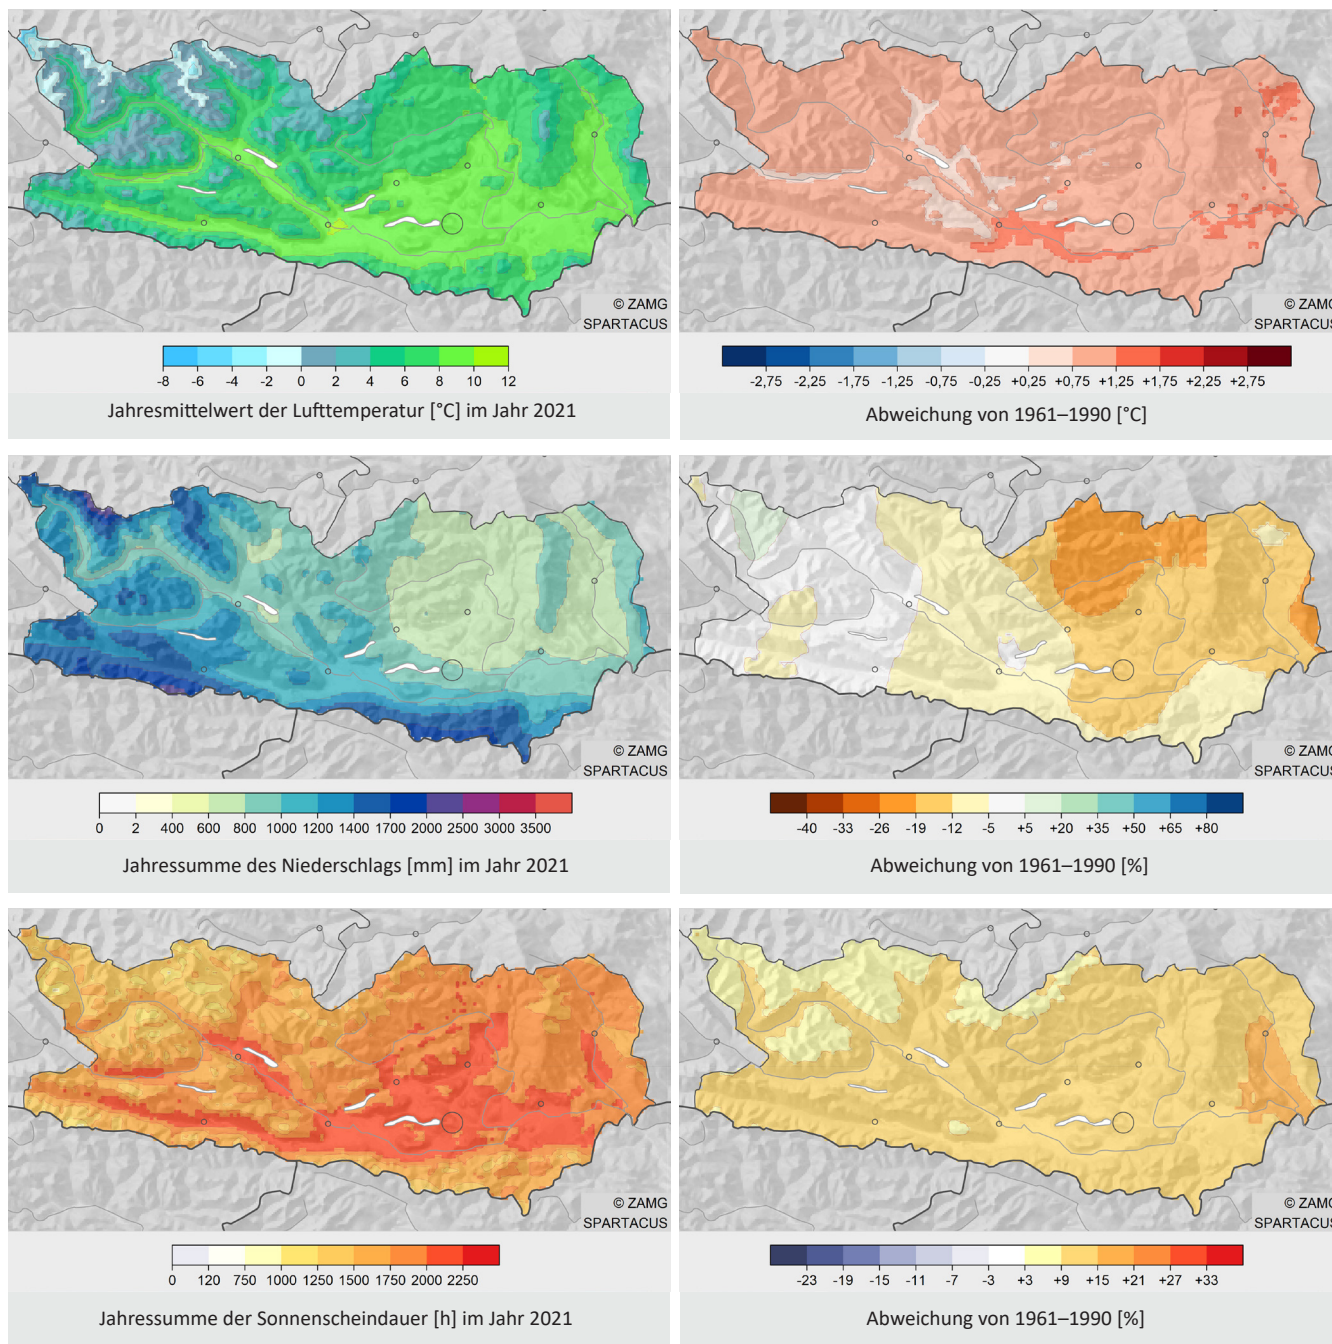 © ZAMG
SPARTACUS
-8 -6 -4 -2 0 2 4 6 8 10 12
Jahresmittelwert der Lufttemperatur [°C] im Jahr 2021
© ZAMG
SPARTACUS
-2,75 -2,25 -1,75 -1,25 -0,75 -0,25 +0,25 +0,75 +1,25 +1,75 +2,25 +2,75
Abweichung von 1961–1990 [°C]
© ZAMG
SPARTACUS
0 2 400 600 800 1000 1200 1400 1700 2000 2500 3000 3500
Jahressumme des Niederschlags [mm] im Jahr 2021
© ZAMG
SPARTACUS
-40 -33 -26 -19 -12 -5 +5 +20 +35 +50 +65 +80
Abweichung von 1961–1990 [%]
© ZAMG
SPARTACUS
0 120 750 1000 1250 1500 1750 2000 2250
Jahressumme der Sonnenscheindauer [h] im Jahr 2021
© ZAMG
SPARTACUS
-23 -19 -15 -11 -7 -3 +3 +9 +15 +21 +27 +33
Abweichung von 1961–1990 [%]